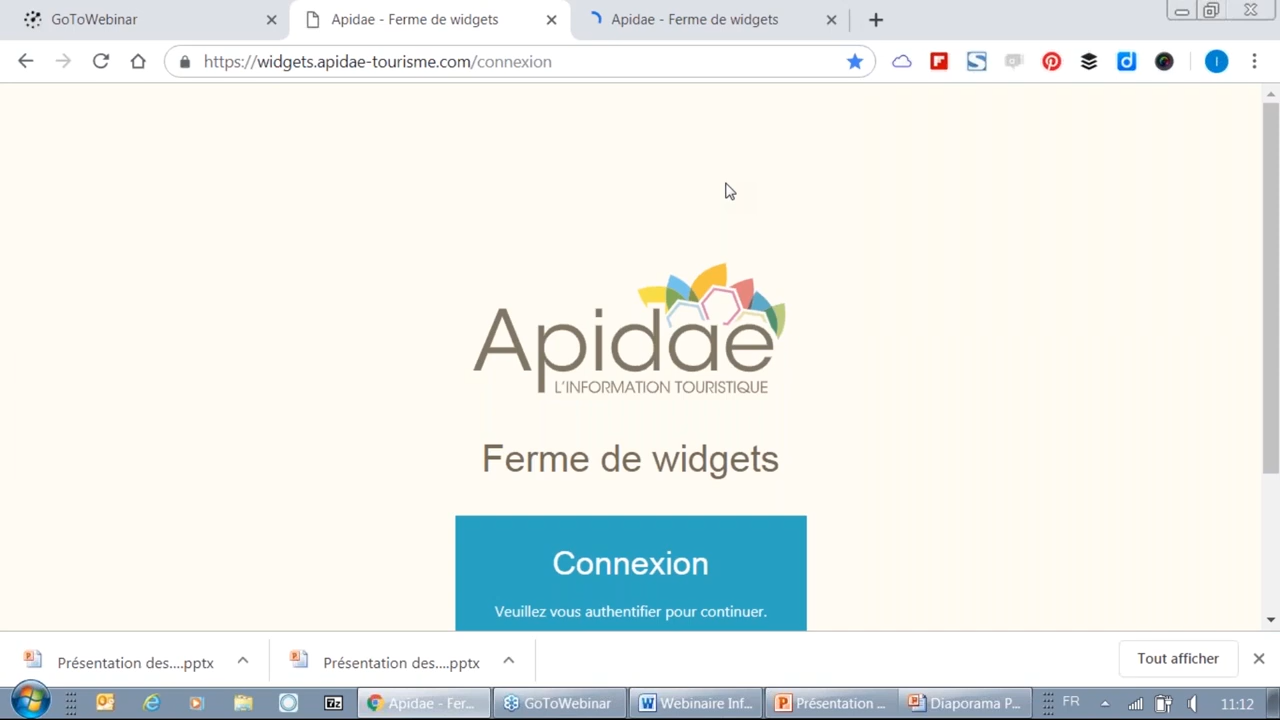 GoToWebinar
Apidae - Ferme de widgets
Apidae - Ferme de widgets
https://widgets.apidae-tourisme.com/connexion
Apidae
L'INFORMATION TOURISTIQUE
Ferme de widgets
Connexion
Veuillez vous authentifier pour continuer.
Présentation des....pptx
Présentation des....pptx
Tout afficher
Apidae - Fer...
GoToWebinar
Webinaire Inf...
Présentation ...
Diaporama P...
FR
11:12